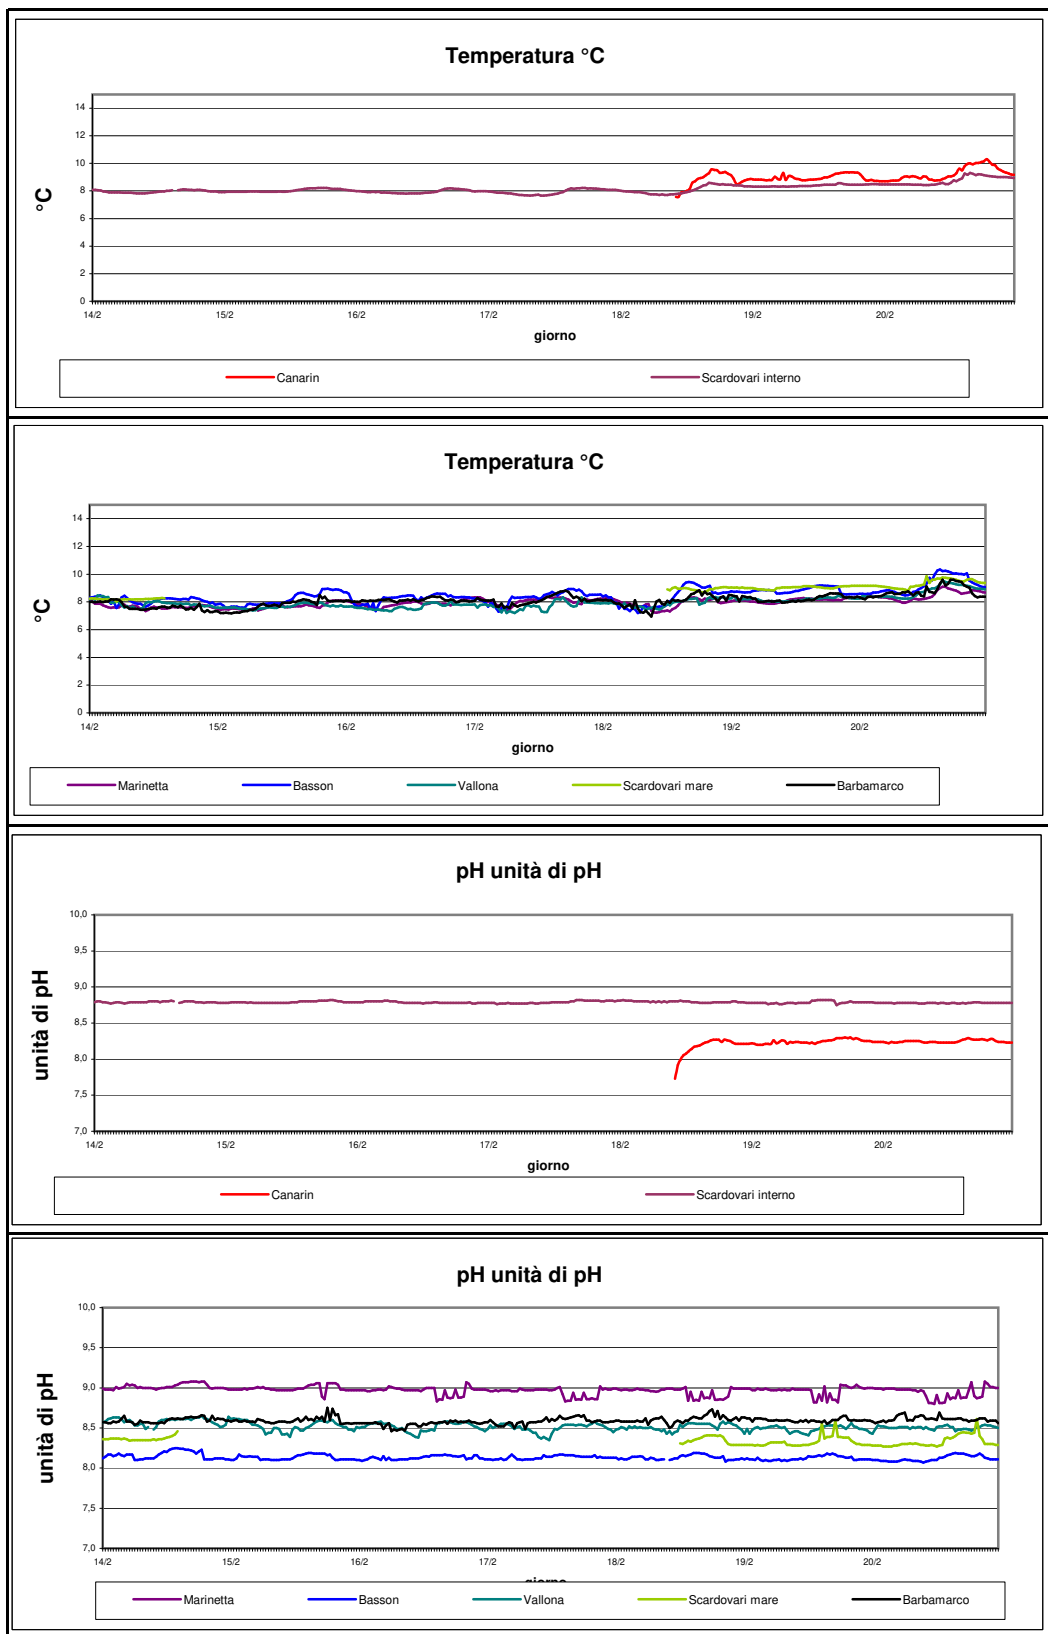 Temperatura °C
14
12
10
8
6
4
2
0
°C
14/2 15/2 16/2 17/2 18/2 19/2 20/2
giorno
Canarin Scardovari interno
Temperatura °C
14
12
10
8
6
4
2
0
°C
14/2 15/2 16/2 17/2 18/2 19/2 20/2
giorno
Marinetta Basson Vallona Scardovari mare Barbamarco
pH unità di pH
10,0
9,5
9,0
8,5
8,0
7,5
7,0
unità di pH
14/2 15/2 16/2 17/2 18/2 19/2 20/2
giorno
Canarin Scardovari interno
pH unità di pH
10,0
9,5
9,0
8,5
8,0
7,5
7,0
unità di pH
14/2 15/2 16/2 17/2 18/2 19/2 20/2
giorno
Marinetta Basson Vallona Scardovari mare Barbamarco